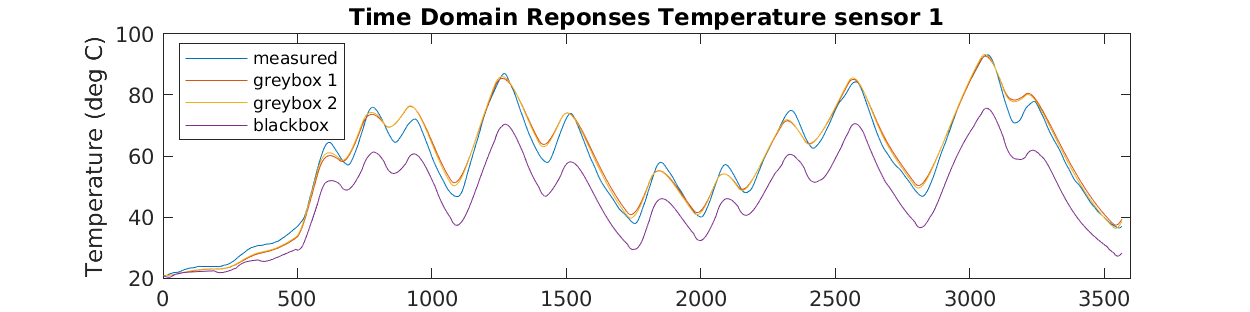 Time Domain Reponses Temperature sensor 1
Temperature (deg C)
100
80
60
40
20
measured
greybox 1
greybox 2
blackbox
0
500
1000
1500
2000
2500
3000
3500